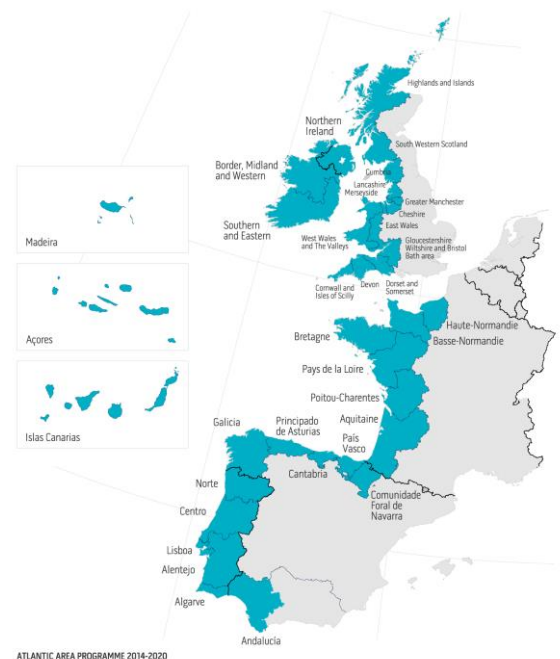 Highlands and Islands
Northern
Ireland
South Western Scotland
Border, Midland
and Western
Cumbria
Lancashire
Merseyside
Greater Manchester
Cheshire
East Wales
Southern
and Eastern
West Wales
and The Valleys
Gloucestershire
Wiltshire and Bristol
Bath area
Cornwall and
Isles of Scilly
Devon
Dorset and
Somerset
Madeira
Açores
Islas Canarias
Haute-Normandie
Basse-Normandie
Bretagne
Pays de la Loire
Poitou-Charentes
Aquitaine
Galicia
Principado
de Asturias
País
Vasco
Cantabria
Comunidade
Foral de
Navarra
Norte
Centro
Lisboa
Alentejo
Algarve
Andalucía
ATLANTIC AREA PROGRAMME 2014-2020